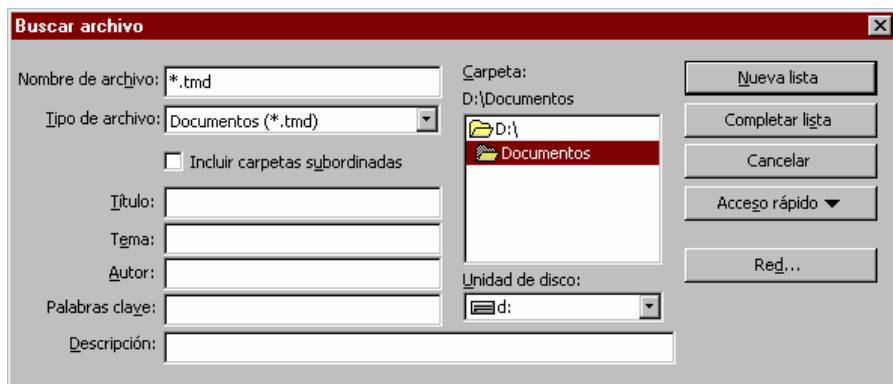 Buscar archivo
Nombre de archivo: *.tmd
Tipo de archivo: Documentos (*.tmd)
Incluir carpetas subordinadas
Título:
Tema:
Autor:
Palabras clave:
Descripción:
Carpeta:
D:\Documentos
D:\
Documentos
Unidad de disco:
d:
Nueva lista
Completar lista
Cancelar
Acceso rápido
Red...